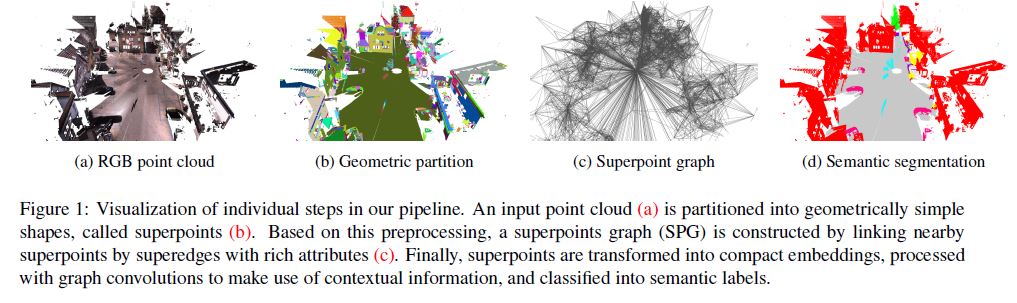 (a) RGB point cloud
(b) Geometric partition
(c) Superpoint graph
(d) Semantic segmentation
Figure 1: Visualization of individual steps in our pipeline. An input point cloud (a) is partitioned into geometrically simple
shapes, called superpoints (b). Based on this preprocessing, a superpoints graph (SPG) is constructed by linking nearby
superpoints by superedges with rich attributes (c). Finally, superpoints are transformed into compact embeddings, processed
with graph convolutions to make use of contextual information, and classified into semantic labels.